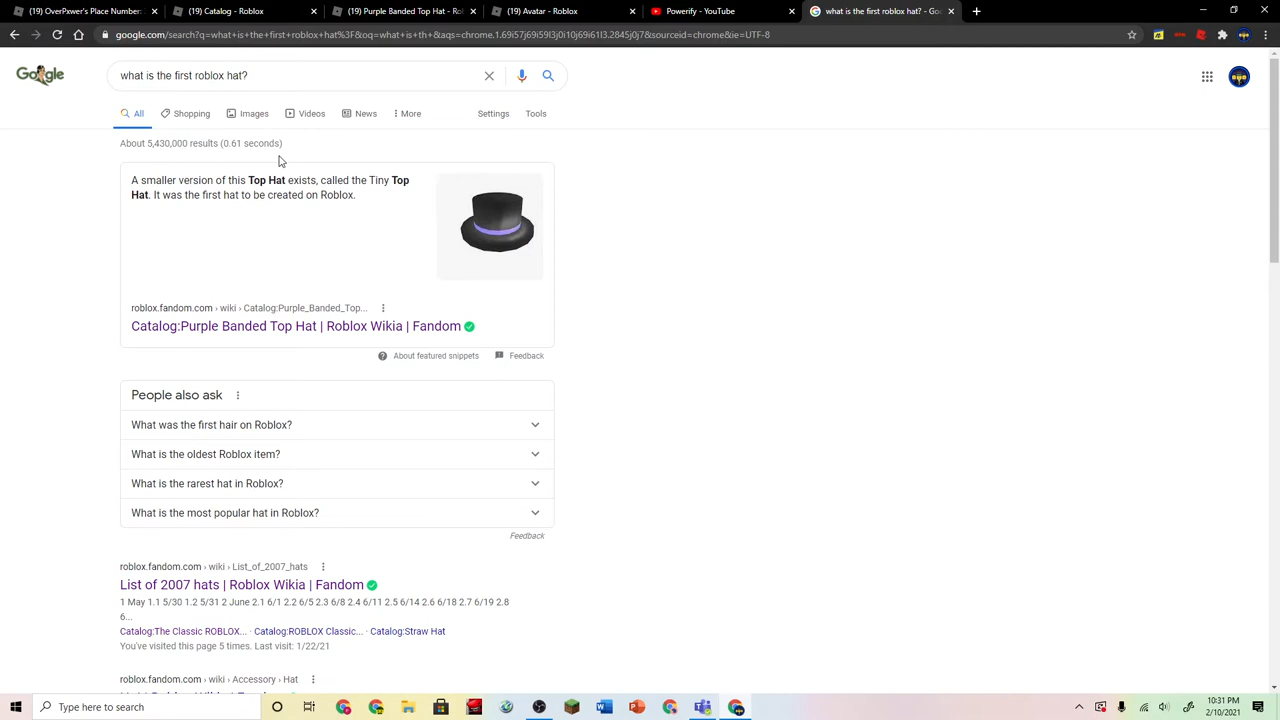 (19) OverPxwer's Place Number
(19) Catalog - Roblox
(19) Purple Banded Top Hat - Rol
(19) Avatar - Roblox
Powerify - YouTube
what is the first roblox hat? - Goo
google.com/search?q=what+is+the+first+roblox+hat%3F&oq=what+is+th+&aqs=chrome.1.69i57j69i59l3j0i10j69i61l3.2845j0j7&sourceid=chrome&ie=UTF-8
Google
what is the first roblox hat?
All
Shopping
Images
Videos
News
More
Settings
Tools
About 5,430,000 results (0.61 seconds)
A smaller version of this Top Hat exists, called the Tiny Top
Hat. It was the first hat to be created on Roblox.
roblox.fandom.com › wiki › Catalog:Purple_Banded_Top...
Catalog:Purple Banded Top Hat | Roblox Wikia | Fandom
About featured snippets
Feedback
People also ask
What was the first hair on Roblox?
What is the oldest Roblox item?
What is the rarest hat in Roblox?
What is the most popular hat in Roblox?
Feedback
roblox.fandom.com › wiki › List_of_2007_hats
List of 2007 hats | Roblox Wikia | Fandom
1 May 1.1 5/30 1.2 5/31 2 June 2.1 6/1 2.2 6/5 2.3 6/8 2.4 6/11 2.5 6/14 2.6 6/18 2.7 6/19 2.8
6...
Catalog:The Classic ROBLOX... · Catalog:ROBLOX Classic... · Catalog:Straw Hat
You've visited this page 5 times. Last visit: 1/22/21
roblox.fandom.com › wiki › Accessory › Hat
Type here to search
10:31 PM
2/10/2021